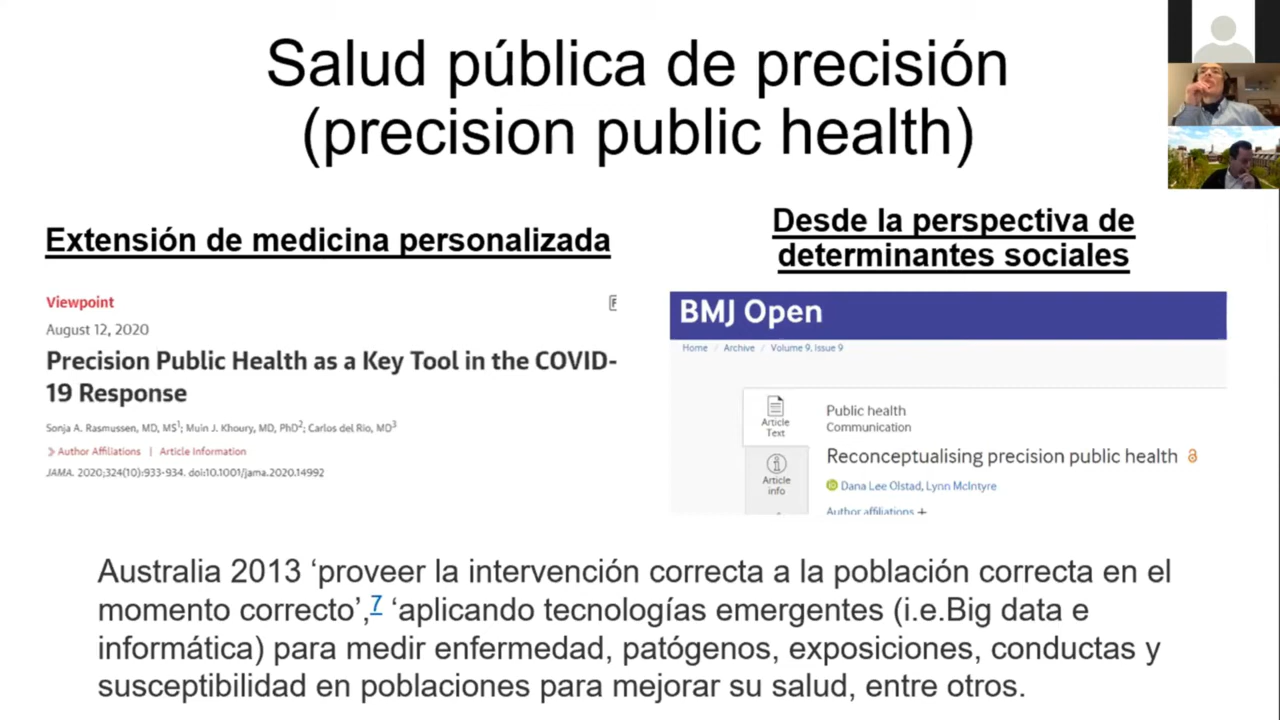 Salud pública de precisión
(precision public health)
Extensión de medicina personalizada
Viewpoint
August 12, 2020
Precision Public Health as a Key Tool in the COVID-
19 Response
Sonja A. Rasmussen, MD, MS1; Muin J. Khoury, MD, PhD2; Carlos del Rio, MD3
Author Affiliations | Article Information
JAMA. 2020;324(10):933-934. doi:10.1001/jama.2020.14992
Desde la perspectiva de
determinantes sociales
BMJ Open
Home / Archive / Volume 9, Issue 9
Article
Text
Article
info
Public health
Communication
Reconceptualising precision public health
Dana Lee Olstad, Lynn McIntyre
Author affiliations +
Australia 2013 ‘proveer la intervención correcta a la población correcta en el
momento correcto’,7 ‘aplicando tecnologías emergentes (i.e.Big data e
informática) para medir enfermedad, patógenos, exposiciones, conductas y
susceptibilidad en poblaciones para mejorar su salud, entre otros.